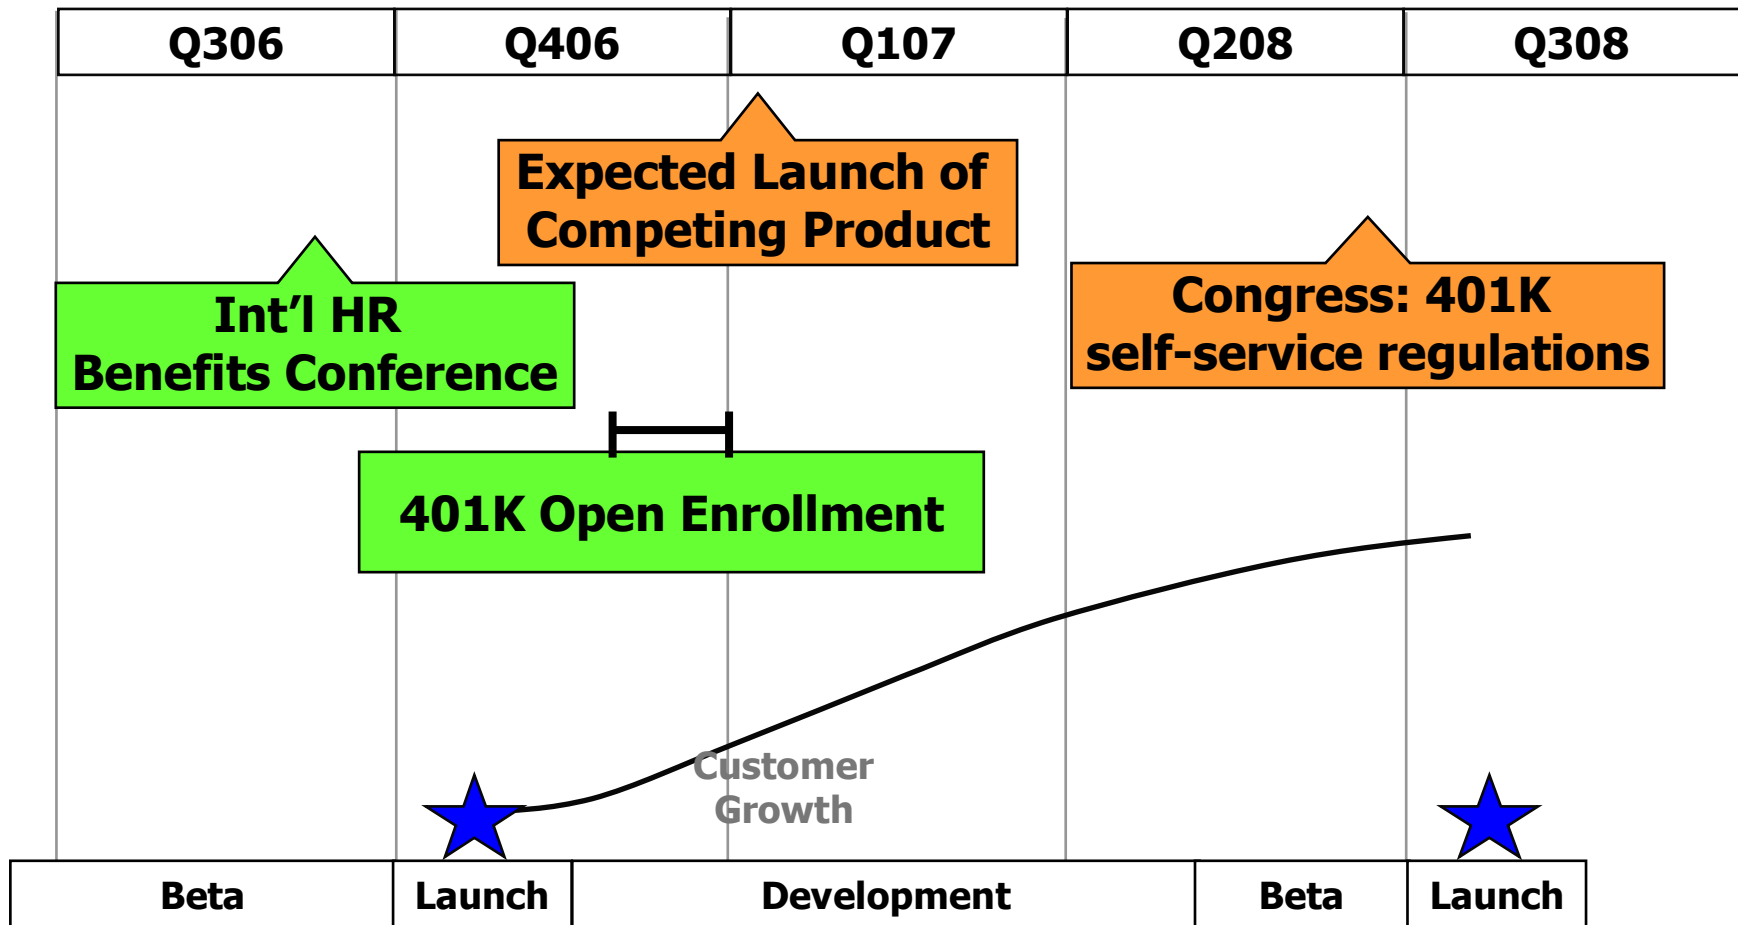 Q306
Q406
Q107
Q208
Q308
Expected Launch of
Competing Product
Int’l HR
Benefits Conference
Congress: 401K
self-service regulations
401K Open Enrollment
Customer
Growth
Beta
Launch
Development
Beta
Launch